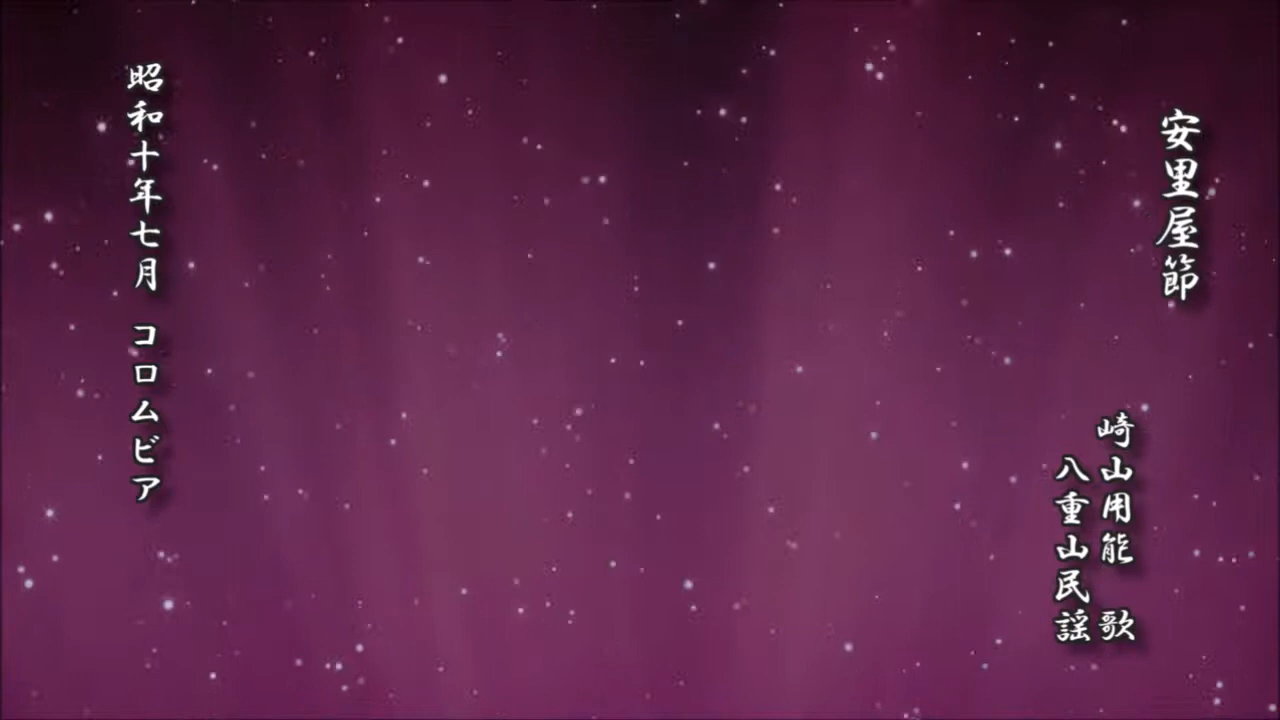 安里屋節
崎山用能 歌
八重山民謡
昭和十年七月 コロムビア